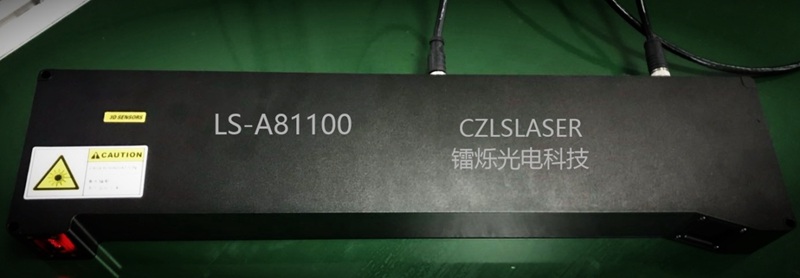 3D SENSORS
LS-A81100
CZLSLASER
镭烁光电科技
CAUTION